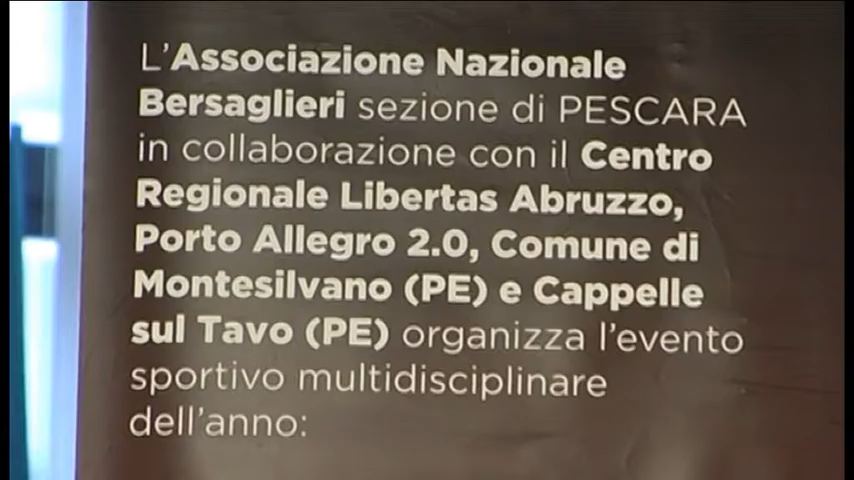 L'Associazione Nazionale
Bersaglieri sezione di PESCARA
in collaborazione con il Centro
Regionale Libertas Abruzzo,
Porto Allegro 2.0, Comune di
Montesilvano (PE) e Cappelle
sul Tavo (PE) organizza l'evento
sportivo multidisciplinare
dell'anno: